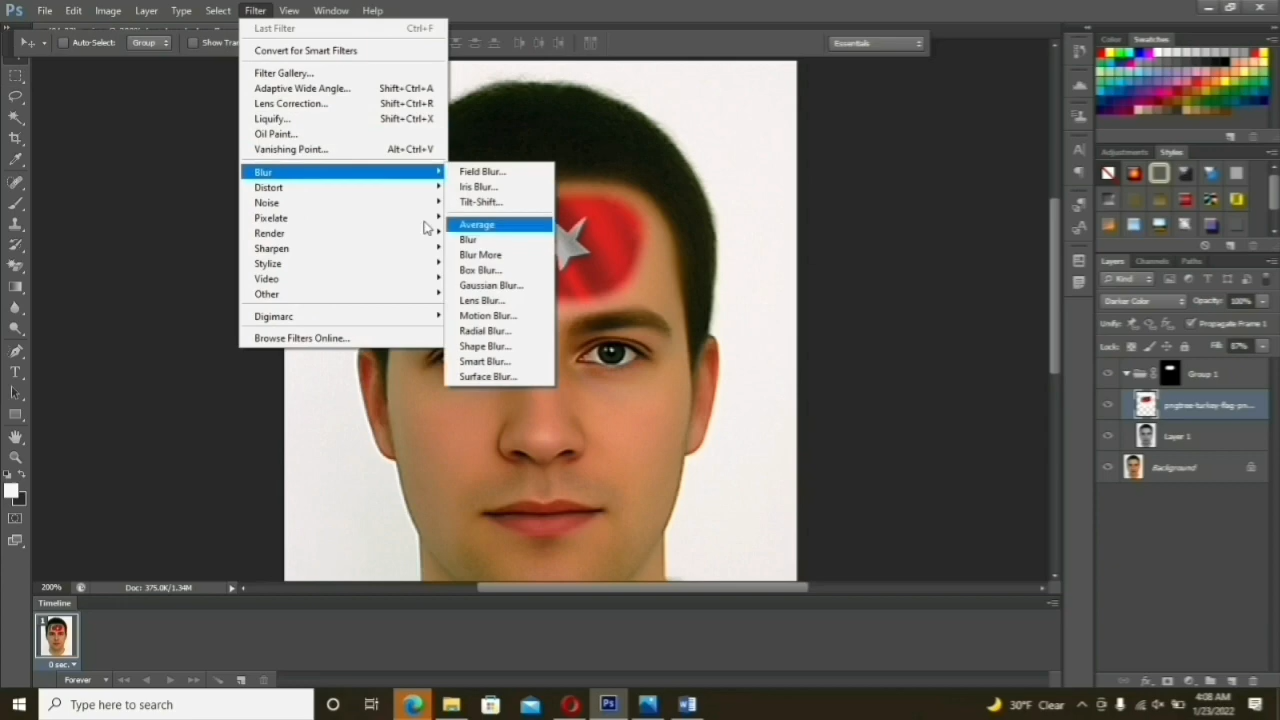 Ps File Edit Image Layer Type Select Filter View Window Help
Auto-Select: Group Show Tra
Essentials
Last Filter Ctrl+F
Convert for Smart Filters
Filter Gallery...
Adaptive Wide Angle... Shift+Ctrl+A
Lens Correction... Shift+Ctrl+R
Liquify... Shift+Ctrl+X
Oil Paint...
Vanishing Point... Alt+Ctrl+V
Blur
Distort
Noise
Pixelate
Render
Sharpen
Stylize
Video
Other
Digimarc
Browse Filters Online...
Field Blur...
Iris Blur...
Tilt-Shift...
Average
Blur
Blur More
Box Blur...
Gaussian Blur...
Lens Blur...
Motion Blur...
Radial Blur...
Shape Blur...
Smart Blur...
Surface Blur...
Color Swatches
Adjustments Styles
Layers Channels Paths
Kind
Darker Color Opacity: 100%
Unify: Propagate Frame 1
Lock: Fill: 87%
Group 1
pngtree-turkey-flag-pn...
Layer 1
Background
200% Doc: 375.0K/1.34M
Timeline
1
0 sec.
Forever
Type here to search
30°F Clear
4:08 AM
1/23/2022